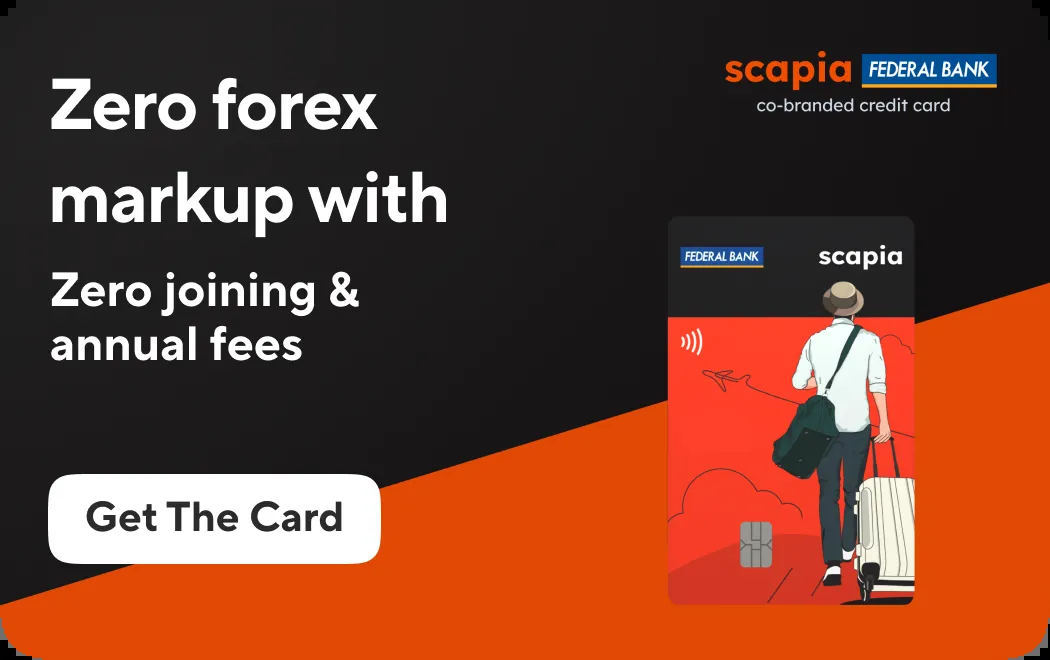 Zero forex
markup with
Zero joining &
annual fees
Get The Card
scapia FEDERAL BANK
co-branded credit card
FEDERAL BANK scapia